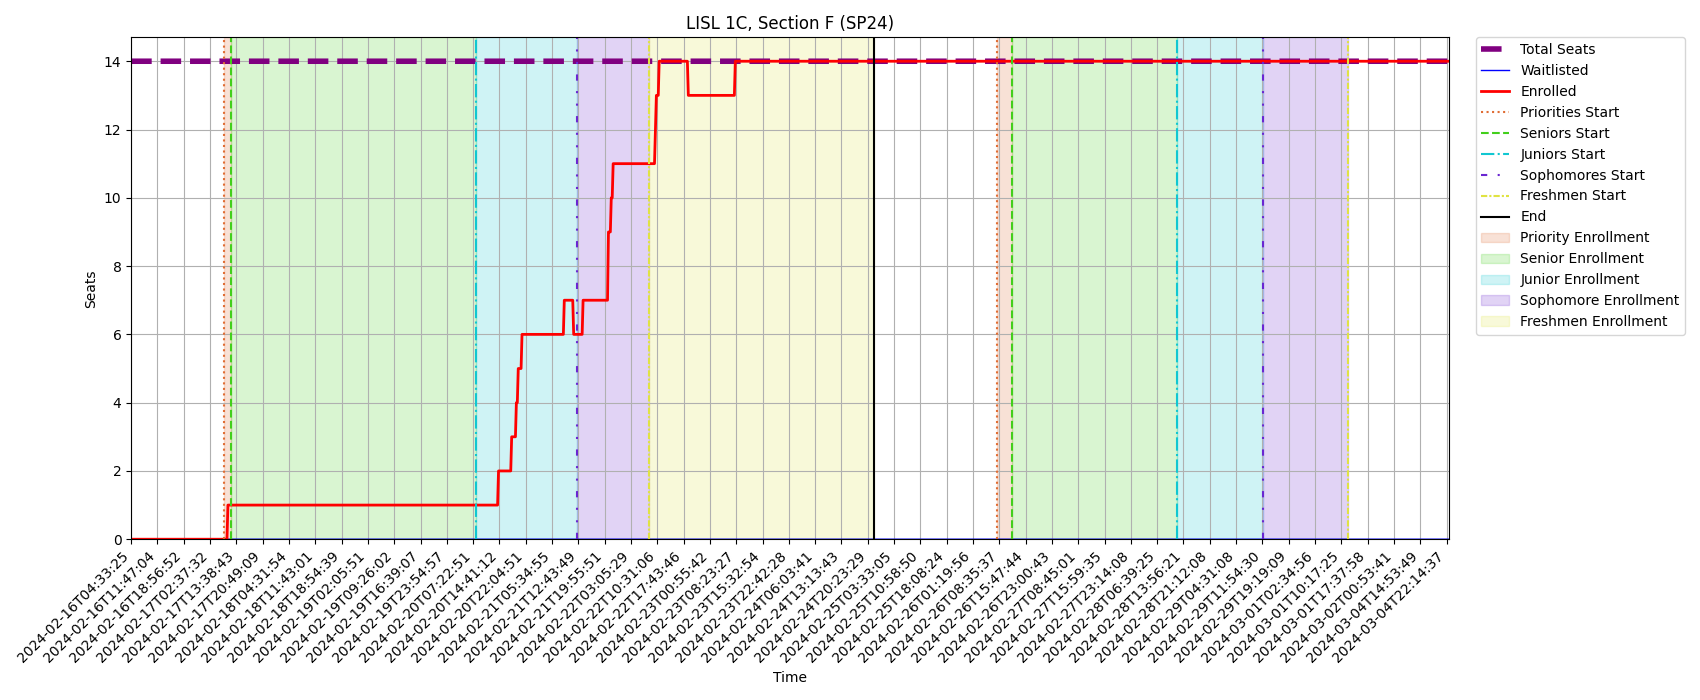 LISL 1C, Section F (SP24)
Seats
14
12
10
8
6
4
2
0
2024-02-16T04:33:25
2024-02-16T11:47:04
2024-02-16T18:56:52
2024-02-17T02:37:32
2024-02-17T13:38:43
2024-02-17T20:49:09
2024-02-18T04:31:54
2024-02-18T11:43:01
2024-02-18T18:54:39
2024-02-19T02:05:51
2024-02-19T09:26:02
2024-02-19T16:39:07
2024-02-19T23:54:57
2024-02-20T07:22:51
2024-02-20T14:41:12
2024-02-20T22:04:51
2024-02-21T05:34:55
2024-02-21T12:43:49
2024-02-21T19:55:51
2024-02-22T03:05:29
2024-02-22T10:31:06
2024-02-22T17:43:46
2024-02-23T00:55:42
2024-02-23T08:23:27
2024-02-23T15:32:54
2024-02-23T22:42:28
2024-02-24T06:03:41
2024-02-24T13:13:43
2024-02-24T20:23:29
2024-02-25T03:33:05
2024-02-25T10:58:50
2024-02-25T18:08:24
2024-02-26T01:19:56
2024-02-26T08:35:37
2024-02-26T15:47:44
2024-02-26T23:00:43
2024-02-27T08:45:01
2024-02-27T15:59:35
2024-02-27T23:14:08
2024-02-28T06:39:25
2024-02-28T13:56:21
2024-02-28T21:12:08
2024-02-29T04:31:08
2024-02-29T11:54:30
2024-02-29T19:19:09
2024-03-01T02:34:56
2024-03-01T10:17:25
2024-03-01T17:37:58
2024-03-02T00:53:41
2024-03-04T14:53:49
2024-03-04T22:14:37
Time
Total Seats
Waitlisted
Enrolled
Priorities Start
Seniors Start
Juniors Start
Sophomores Start
Freshmen Start
End
Priority Enrollment
Senior Enrollment
Junior Enrollment
Sophomore Enrollment
Freshmen Enrollment